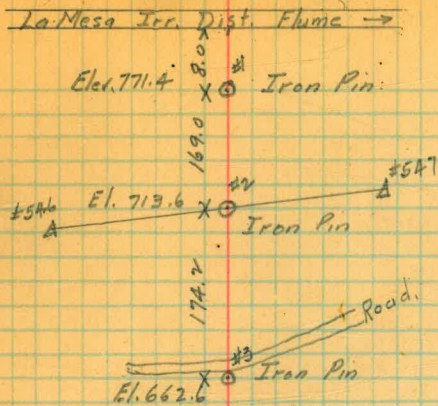 La Mesa Irr. Dist. Flume →
8.0
#1
Elev. 771.4 Iron Pin.
169.0
#547
#2
#546 El. 713.6
Iron Pin
174.2
Road.
#3
Iron Pin
El. 662.6